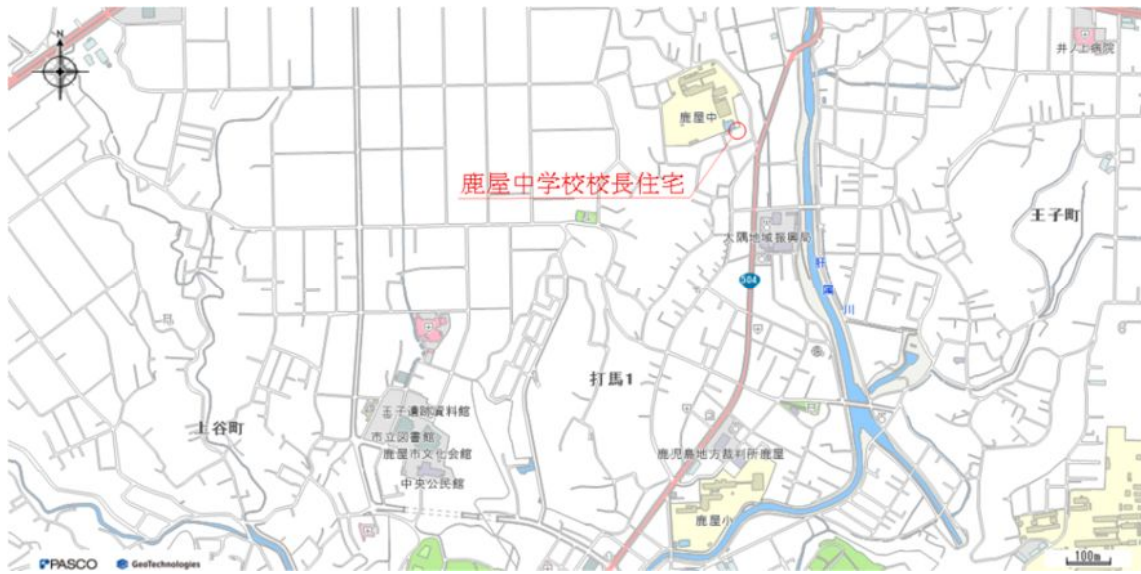 N
井ノ上病院
鹿屋中
鹿屋中学校校長住宅
王子町
大隅地域振興局
肝属川
504
打馬1
王子遺跡資料館
上谷町
市立図書館
鹿屋市文化会館
鹿児島地方裁判所鹿屋
中央公民館
鹿屋小
PASCO
GeoTechnologies
100m